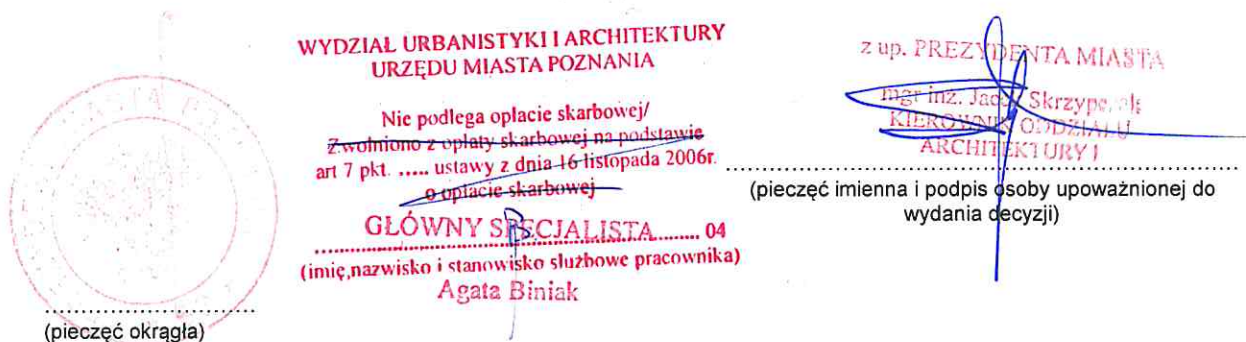 WYDZIAŁ URBANISTYKI I ARCHITEKTURY
URZĘDU MIASTA POZNANIA
Nie podlega opłacie skarbowej/
Zwolniono z opłaty skarbowej na podstawie
art 7 pkt. ..... ustawy z dnia 16 listopada 2006r.
o opłacie skarbowej
GŁÓWNY SPECJALISTA
........................................................ 04
(imię,nazwisko i stanowisko służbowe pracownika)
Agata Biniak
z up. PREZYDENTA MIASTA
mgr inż. Jacek Skrzypczak
KIEROWNIK ODDZIAŁU
ARCHITEKTURY I
(pieczęć imienna i podpis osoby upoważnionej do
wydania decyzji)
MIASTA
(pieczęć okrągła)